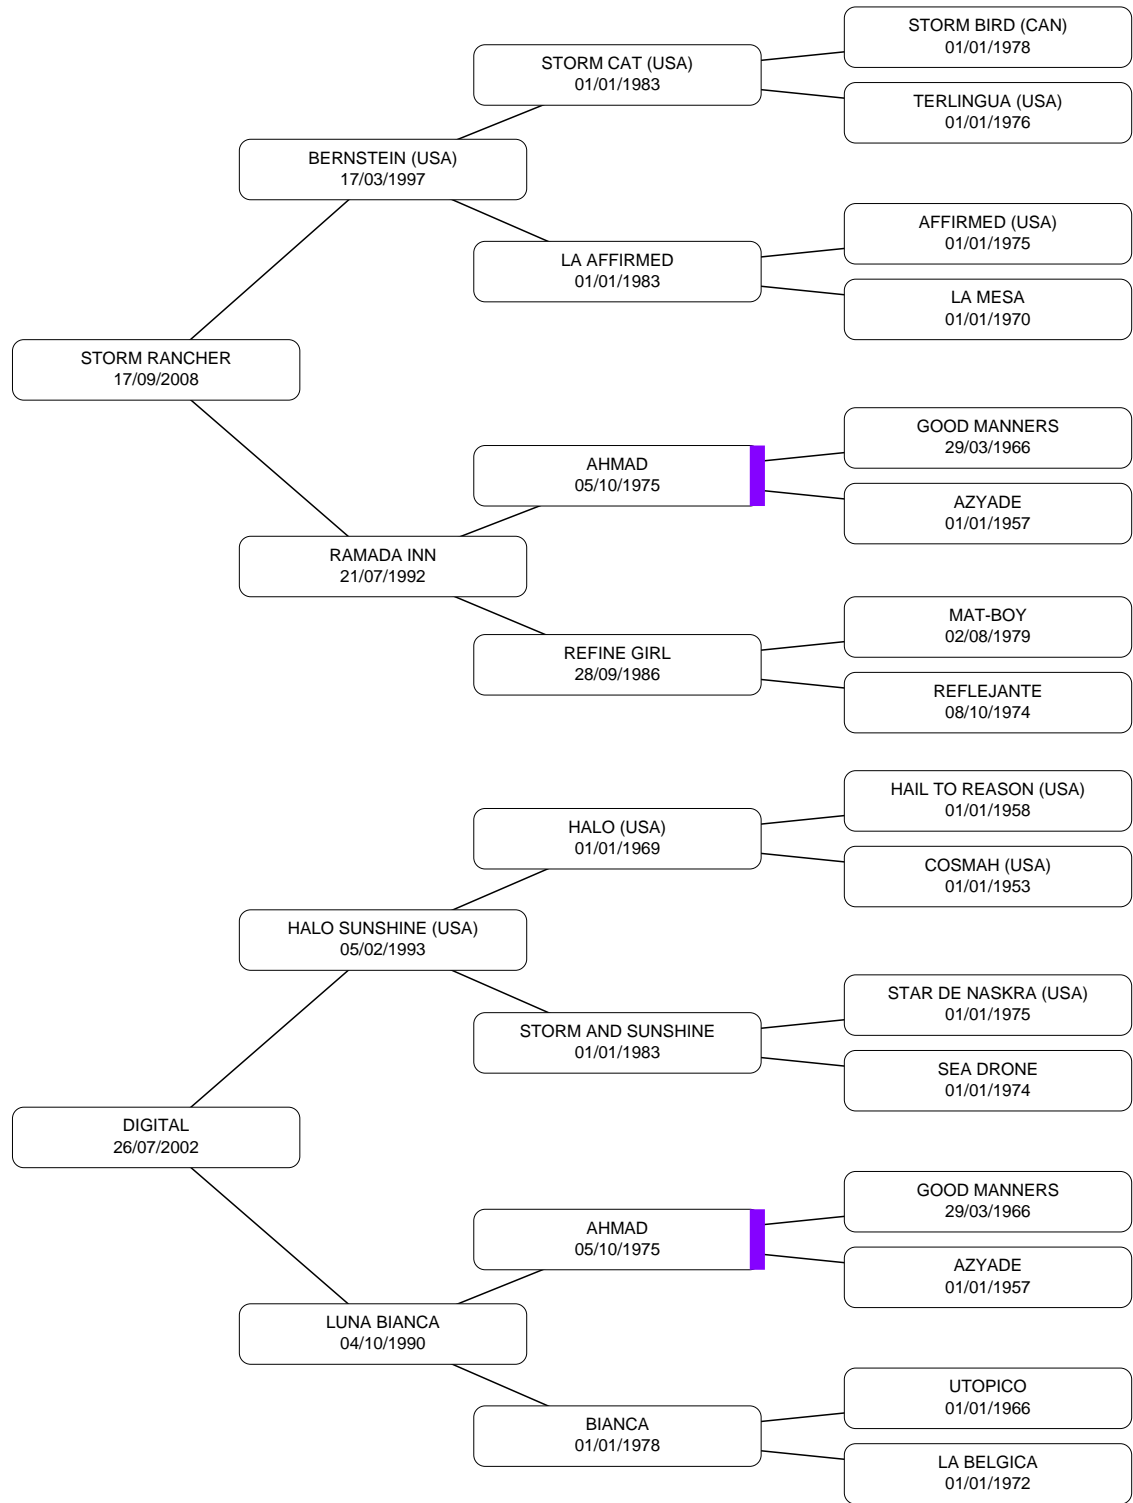 STORM BIRD (CAN)
01/01/1978
STORM CAT (USA)
01/01/1983
TERLINGUA (USA)
01/01/1976
BERNSTEIN (USA)
17/03/1997
AFFIRMED (USA)
01/01/1975
LA AFFIRMED
01/01/1983
LA MESA
01/01/1970
STORM RANCHER
17/09/2008
GOOD MANNERS
29/03/1966
AHMAD
05/10/1975
AZYADE
01/01/1957
RAMADA INN
21/07/1992
MAT-BOY
02/08/1979
REFINE GIRL
28/09/1986
REFLEJANTE
08/10/1974
HAIL TO REASON (USA)
01/01/1958
HALO (USA)
01/01/1969
COSMAH (USA)
01/01/1953
HALO SUNSHINE (USA)
05/02/1993
STAR DE NASKRA (USA)
01/01/1975
STORM AND SUNSHINE
01/01/1983
SEA DRONE
01/01/1974
DIGITAL
26/07/2002
GOOD MANNERS
29/03/1966
AHMAD
05/10/1975
AZYADE
01/01/1957
LUNA BIANCA
04/10/1990
UTOPICO
01/01/1966
BIANCA
01/01/1978
LA BELGICA
01/01/1972